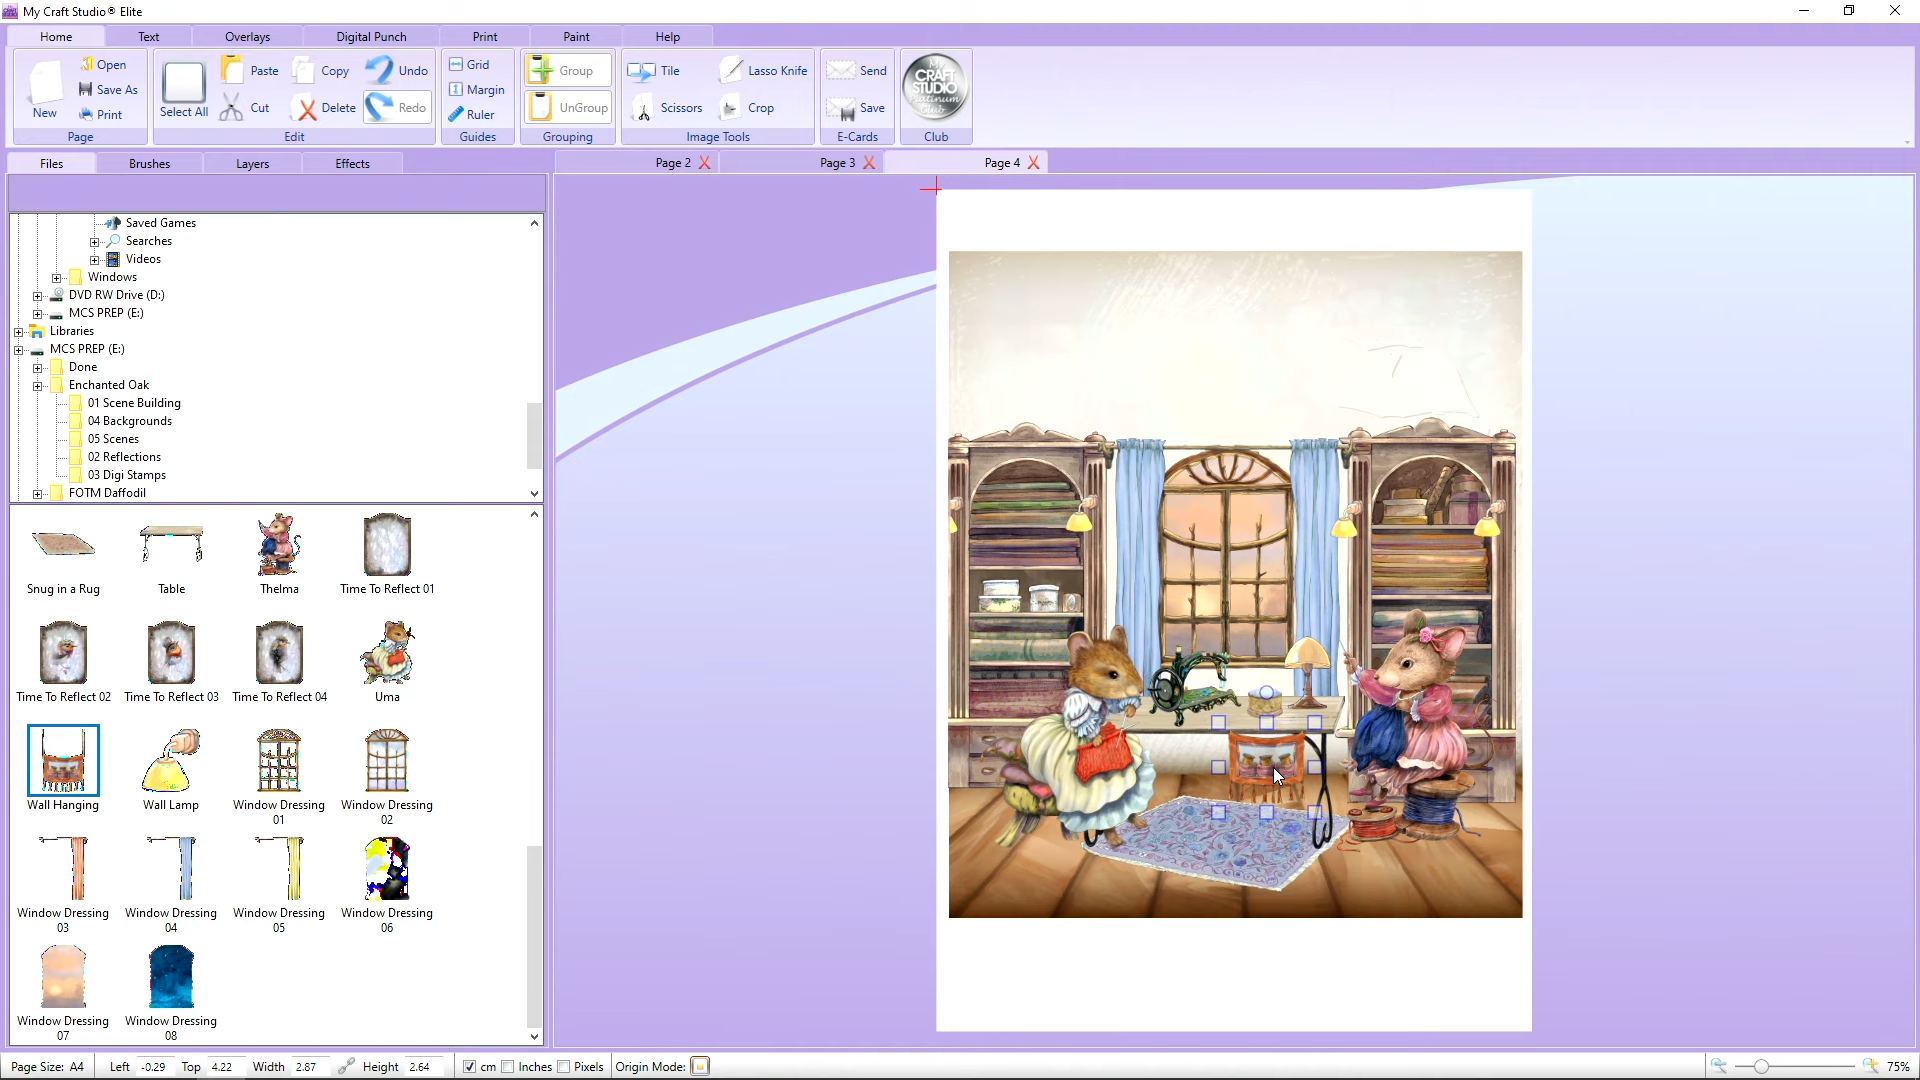 My Craft Studio® Elite
Home Text Overlays Digital Punch Print Paint Help
New
Open
Save As
Print
Page
Select All
Paste Copy Undo
Cut Delete Redo
Edit
Grid
Margin
Ruler
Guides
Group
UnGroup
Grouping
Tile Lasso Knife
Scissors Crop
Image Tools
Send
Save
E-Cards
My
CRAFT
STUDIO
Platinum
Club
Club
Files Brushes Layers Effects
Page 2 Page 3 Page 4
Saved Games
Searches
Videos
Windows
DVD RW Drive (D:)
MCS PREP (E:)
Libraries
MCS PREP (E:)
Done
Enchanted Oak
01 Scene Building
04 Backgrounds
05 Scenes
02 Reflections
03 Digi Stamps
FOTM Daffodil
Snug in a Rug Table Thelma Time To Reflect 01
Time To Reflect 02 Time To Reflect 03 Time To Reflect 04 Uma
Wall Hanging Wall Lamp Window Dressing 01 Window Dressing 02
Window Dressing 03 Window Dressing 04 Window Dressing 05 Window Dressing 06
Window Dressing 07 Window Dressing 08
Page Size: A4 Left -0.29 Top 4.22 Width 2.87 Height 2.64 cm Inches Pixels Origin Mode: 75%